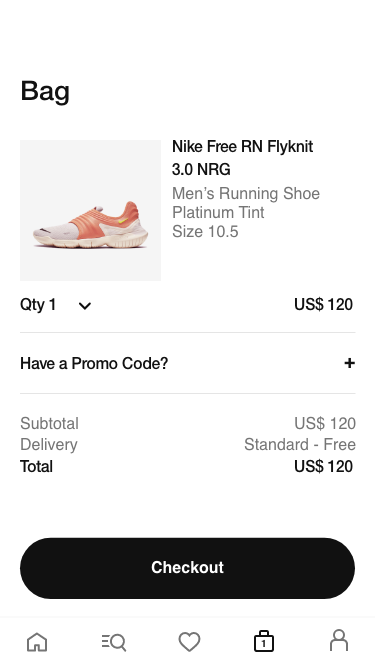 Bag
Nike Free RN Flyknit
3.0 NRG
Men’s Running Shoe
Platinum Tint
Size 10.5
Qty 1 US$ 120
Have a Promo Code? +
Subtotal US$ 120
Delivery Standard - Free
Total US$ 120
Checkout
1